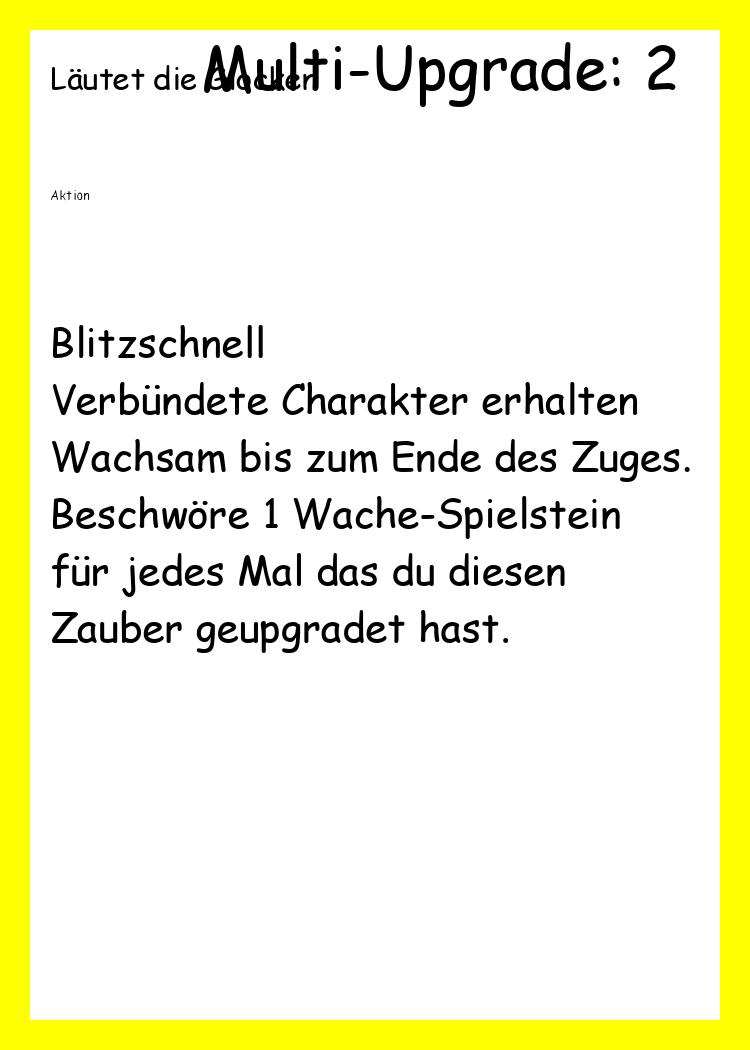 Läutet die Glocken
Multi-Upgrade: 2
Aktion
Blitzschnell
Verbündete Charakter erhalten
Wachsam bis zum Ende des Zuges.
Beschwöre 1 Wache-Spielstein
für jedes Mal das du diesen
Zauber geupgradet hast.